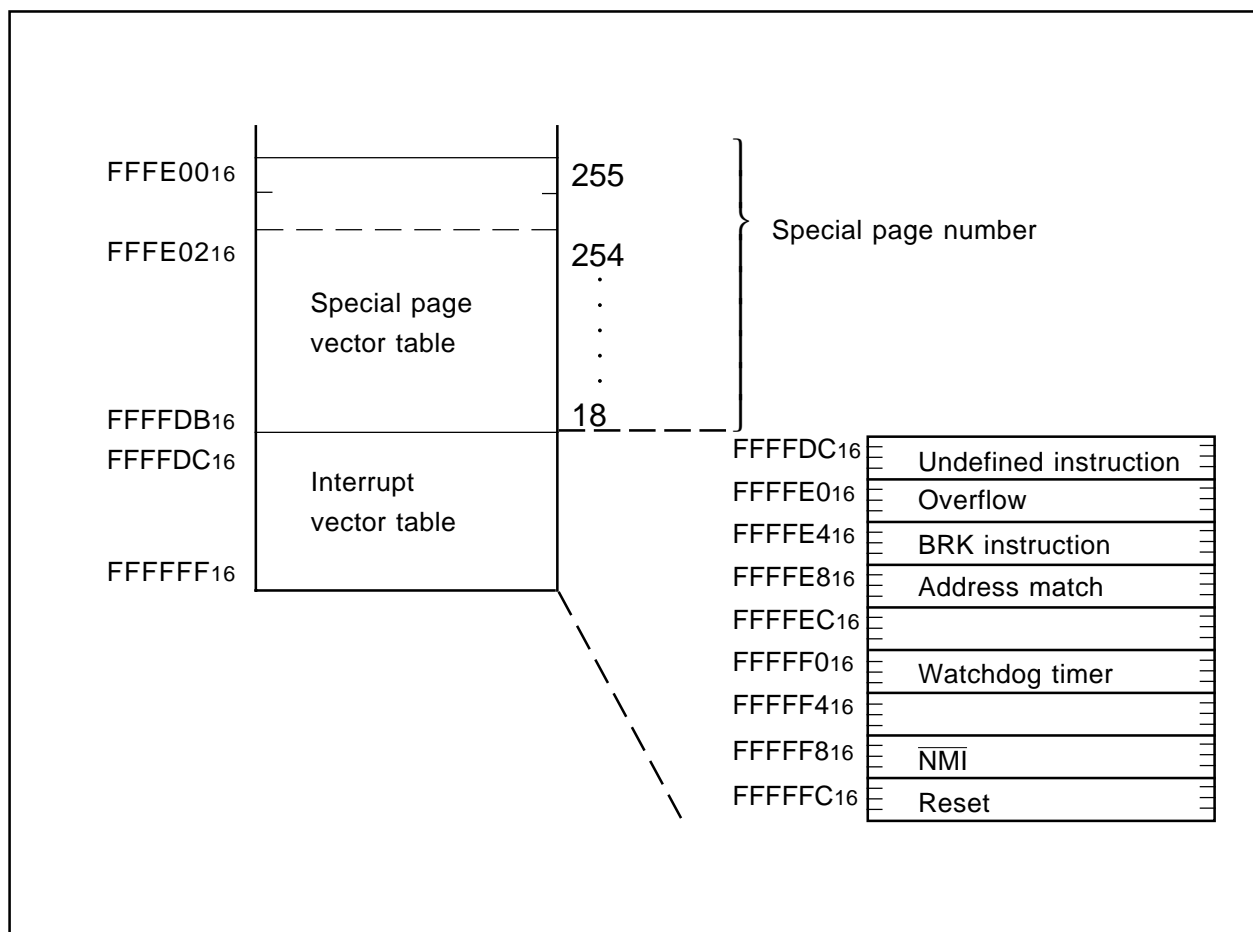 FFFE0016
255
Special page number
FFFE0216
254
Special page
vector table
FFFFDB16
18
FFFFDC16
Interrupt
vector table
FFFFFF16
FFFFDC16 Undefined instruction
FFFFE016 Overflow
FFFFE416 BRK instruction
FFFFE816 Address match
FFFFEC16
FFFFF016 Watchdog timer
FFFFF416
FFFFF816 N̅M̅I̅
FFFFFC16 Reset